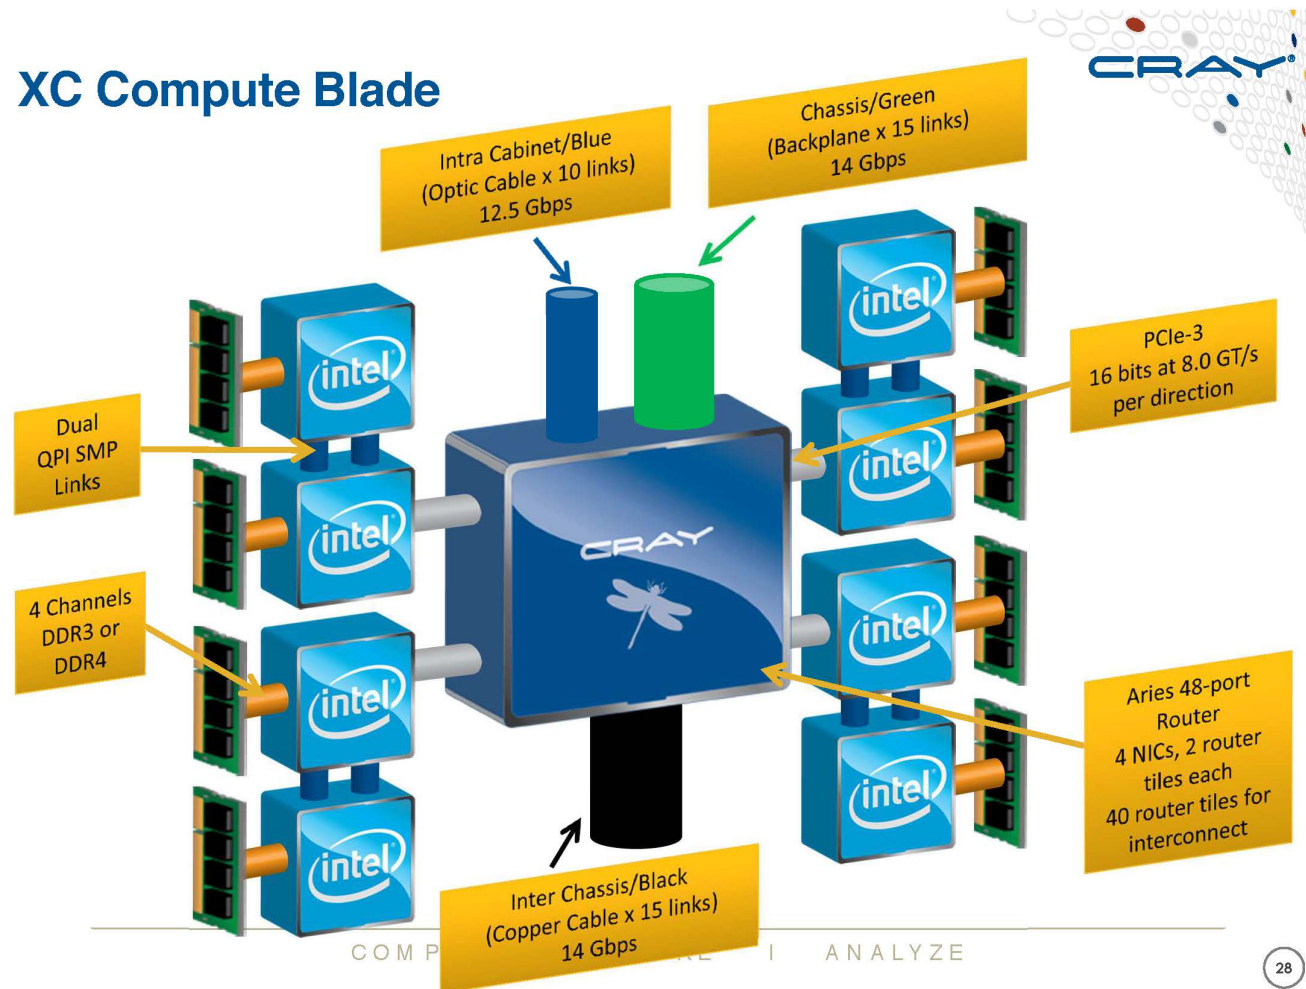 CRAY
XC Compute Blade
Intra Cabinet/Blue
(Optic Cable x 10 links)
12.5 Gbps
Chassis/Green
(Backplane x 15 links)
14 Gbps
intel
intel
intel
intel
intel
intel
intel
intel
PCIe-3
16 bits at 8.0 GT/s
per direction
Dual
QPI SMP
Links
CRAY
4 Channels
DDR3 or
DDR4
Aries 48-port
Router
4 NICs, 2 router
tiles each
40 router tiles for
interconnect
Inter Chassis/Black
(Copper Cable x 15 links)
14 Gbps
COMP
| ANALYZE
28